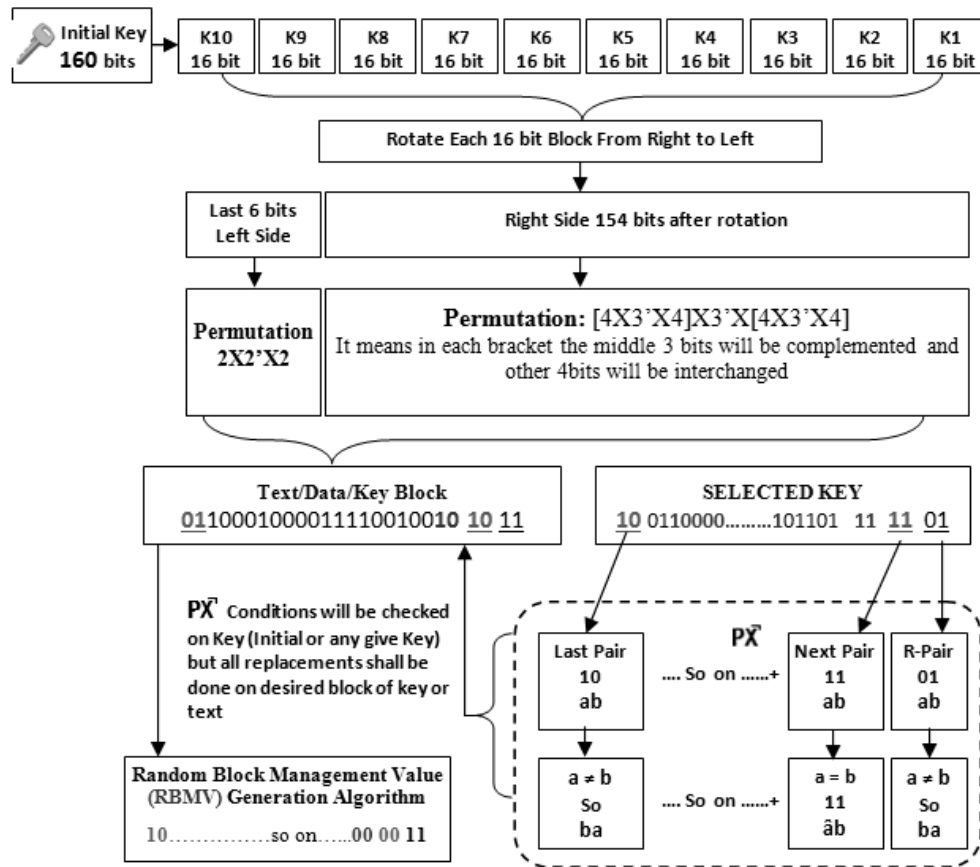 Initial Key
160 bits
K10
16 bit
K9
16 bit
K8
16 bit
K7
16 bit
K6
16 bit
K5
16 bit
K4
16 bit
K3
16 bit
K2
16 bit
K1
16 bit
Rotate Each 16 bit Block From Right to Left
Last 6 bits
Left Side
Right Side 154 bits after rotation
Permutation
2X2’X2
Permutation: [4X3’X4]X3’X[4X3’X4]
It means in each bracket the middle 3 bits will be complemented and
other 4bits will be interchanged
Text/Data/Key Block
0110001000011110010010 10 11
SELECTED KEY
10 0110000.........101101 11 11 01
PX Conditions will be checked
on Key (Initial or any give Key)
but all replacements shall be
done on desired block of key or
text
PX
Last Pair
10
ab
.... So on ......+
Next Pair
11
ab
R-Pair
01
ab
a ≠ b
So
ba
.... So on ......+
a = b
11
âb
a ≠ b
So
ba
Random Block Management Value
(RBMV) Generation Algorithm
10................so on......00 00 11